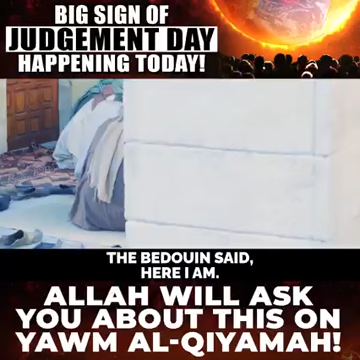 BIG SIGN OF
JUDGEMENT DAY
HAPPENING TODAY!
THE BEDOUIN SAID,
HERE I AM.
ALLAH WILL ASK
YOU ABOUT THIS ON
YAWM AL-QIYAMAH!